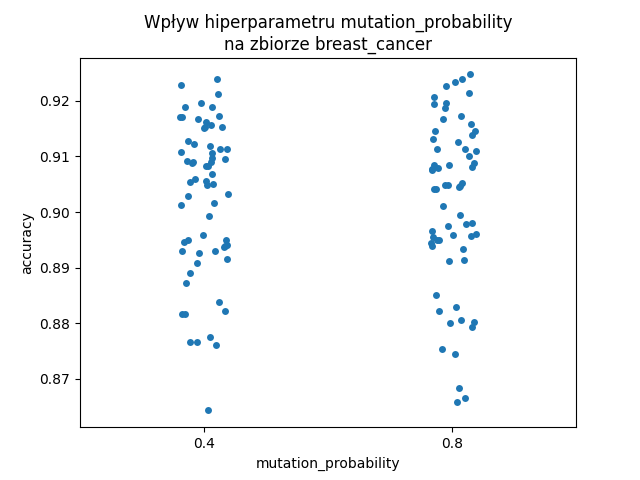 Wpływ hiperparametru mutation_probability
na zbiorze breast_cancer
0.92
0.91
0.90
0.89
0.88
0.87
accuracy
0.4
0.8
mutation_probability